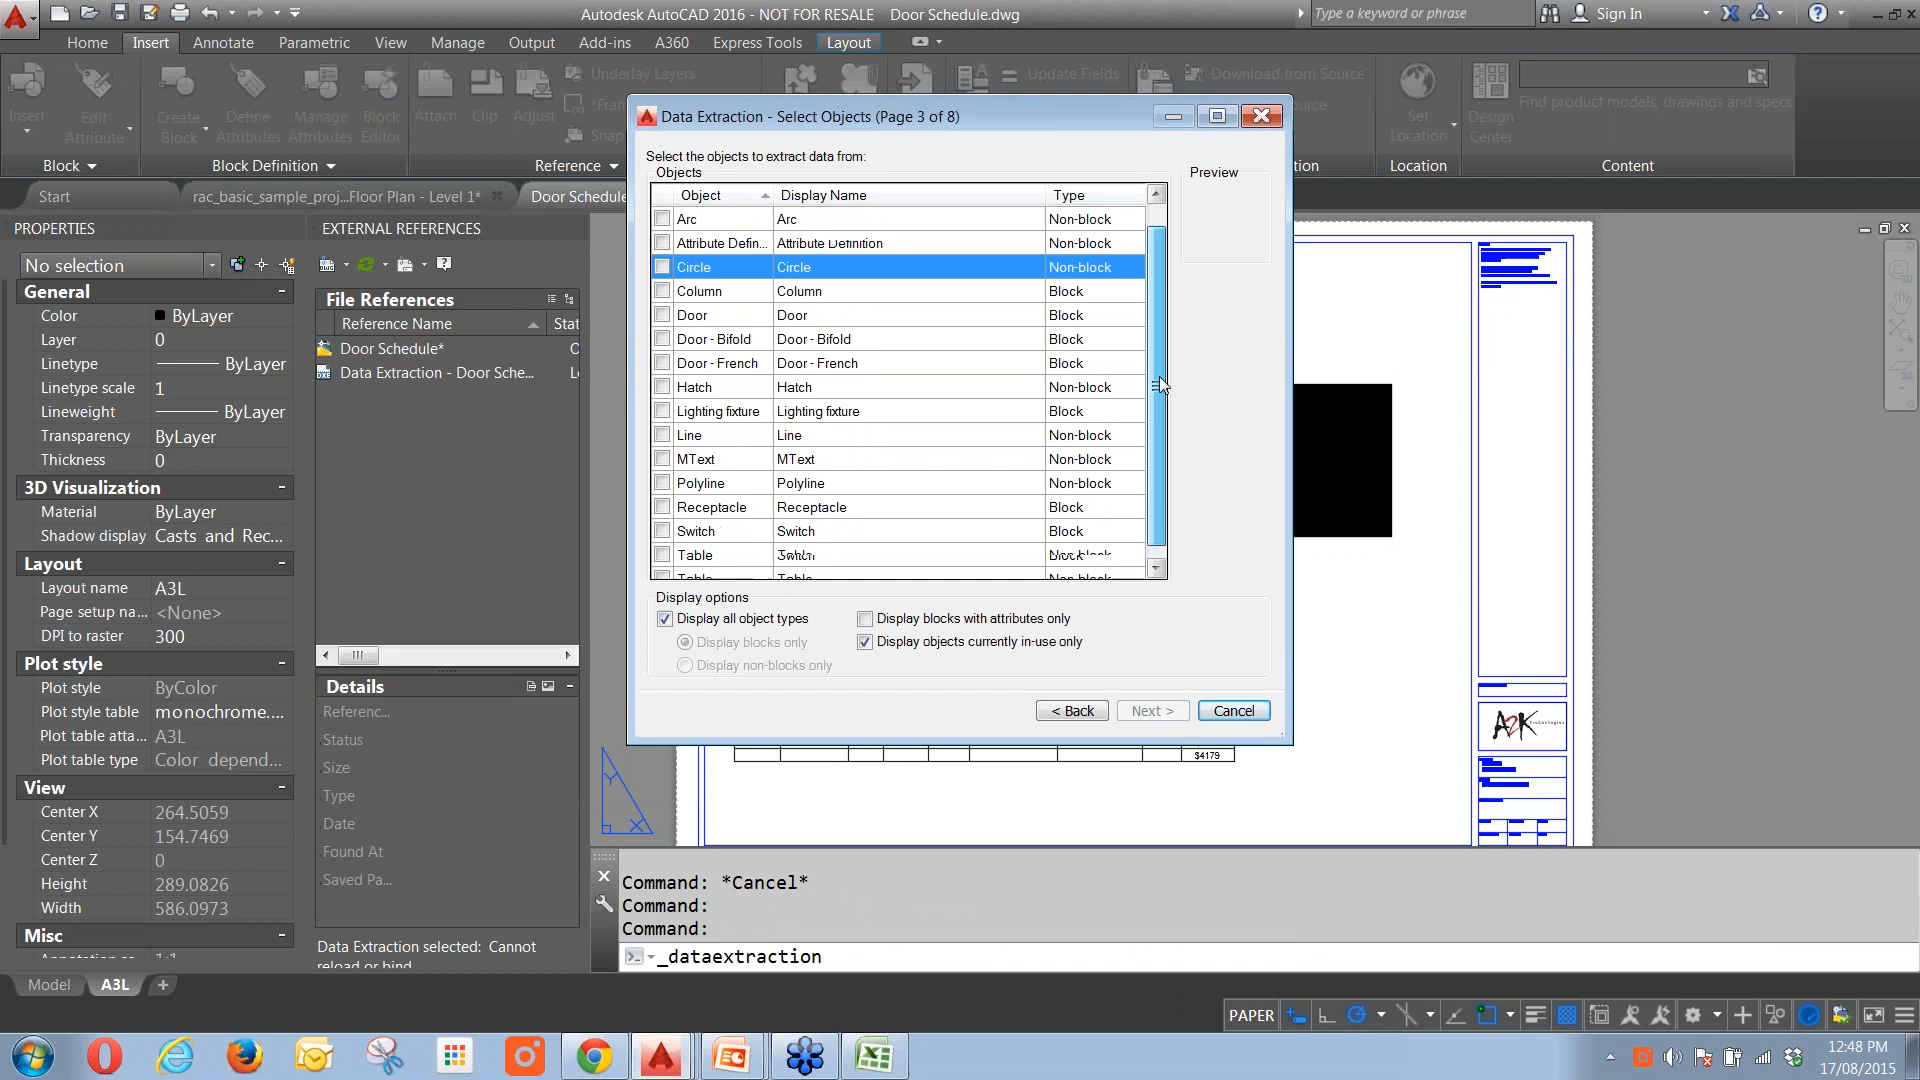 Autodesk AutoCAD 2016 - NOT FOR RESALE Door Schedule.dwg
Type a keyword or phrase
Sign In
Home Insert Annotate Parametric View Manage Output Add-ins A360 Express Tools Layout
Insert
Edit Attribute
Create Block
Define Attributes
Manage Attributes
Block Editor
Attach
Clip
Adjust
Underlay Layers
Update Fields
Download from Source
Set Location
Design Center
Find product models, drawings and specs
Block
Block Definition
Reference
Location
Content
Start
rac_basic_sample_proj...Floor Plan - Level 1*
Door Schedule
PROPERTIES
No selection
General
Color ByLayer
Layer 0
Linetype ByLayer
Linetype scale 1
Lineweight ByLayer
Transparency ByLayer
Thickness 0
3D Visualization
Material ByLayer
Shadow display Casts and Rec...
Layout
Layout name A3L
Page setup na... <None>
DPI to raster 300
Plot style
Plot style ByColor
Plot style table monochrome....
Plot table atta... A3L
Plot table type Color depend...
View
Center X 264.5059
Center Y 154.7469
Center Z 0
Height 289.0826
Width 586.0973
Misc
EXTERNAL REFERENCES
File References
Reference Name Stat
Door Schedule*
Data Extraction - Door Sche...
Details
Referenc...
Status
Size
Type
Date
Found At
Saved Pa...
Data Extraction selected: Cannot
reload or bind
Data Extraction - Select Objects (Page 3 of 8)
Select the objects to extract data from:
Objects
Preview
Object Display Name Type
Arc Arc Non-block
Attribute Defin... Attribute Definition Non-block
Circle Circle Non-block
Column Column Block
Door Door Block
Door - Bifold Door - Bifold Block
Door - French Door - French Block
Hatch Hatch Non-block
Lighting fixture Lighting fixture Block
Line Line Non-block
MText MText Non-block
Polyline Polyline Non-block
Receptacle Receptacle Block
Switch Switch Block
Table
Table Table Non-block
Display options
Display all object types
Display blocks with attributes only
Display blocks only
Display objects currently in-use only
Display non-blocks only
< Back Next > Cancel
$4179
A2K
Command: *Cancel*
Command:
Command:
_dataextraction
Model A3L +
PAPER
12:48 PM
17/08/2015